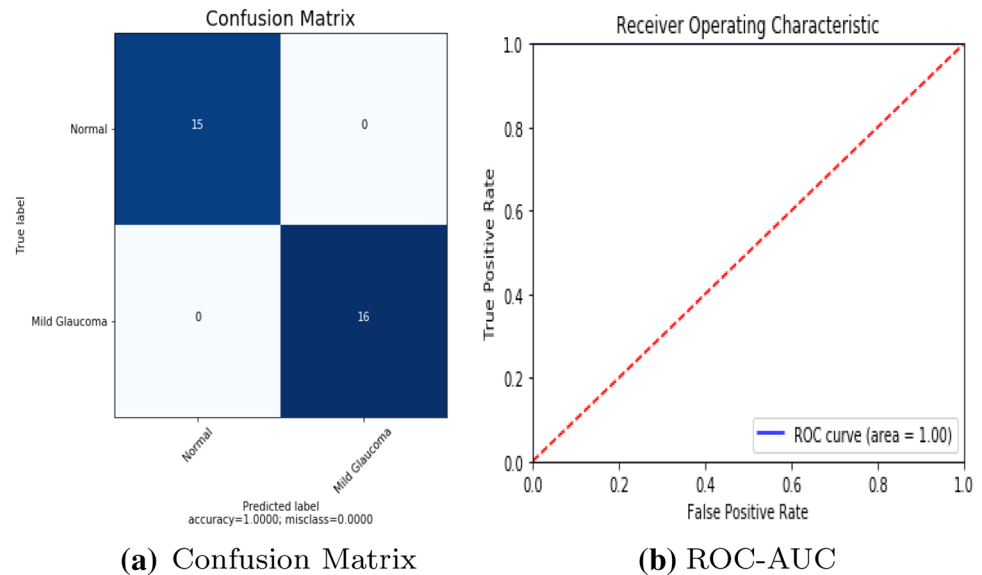 Confusion Matrix
Normal
15
0
True label
Mild Glaucoma
0
16
Normal
Mild Glaucoma
Predicted label
accuracy=1.0000; misclass=0.0000
(a) Confusion Matrix
Receiver Operating Characteristic
1.0
0.8
0.6
0.4
0.2
0.0
True Positive Rate
ROC curve (area = 1.00)
0.0 0.2 0.4 0.6 0.8 1.0
False Positive Rate
(b) ROC-AUC